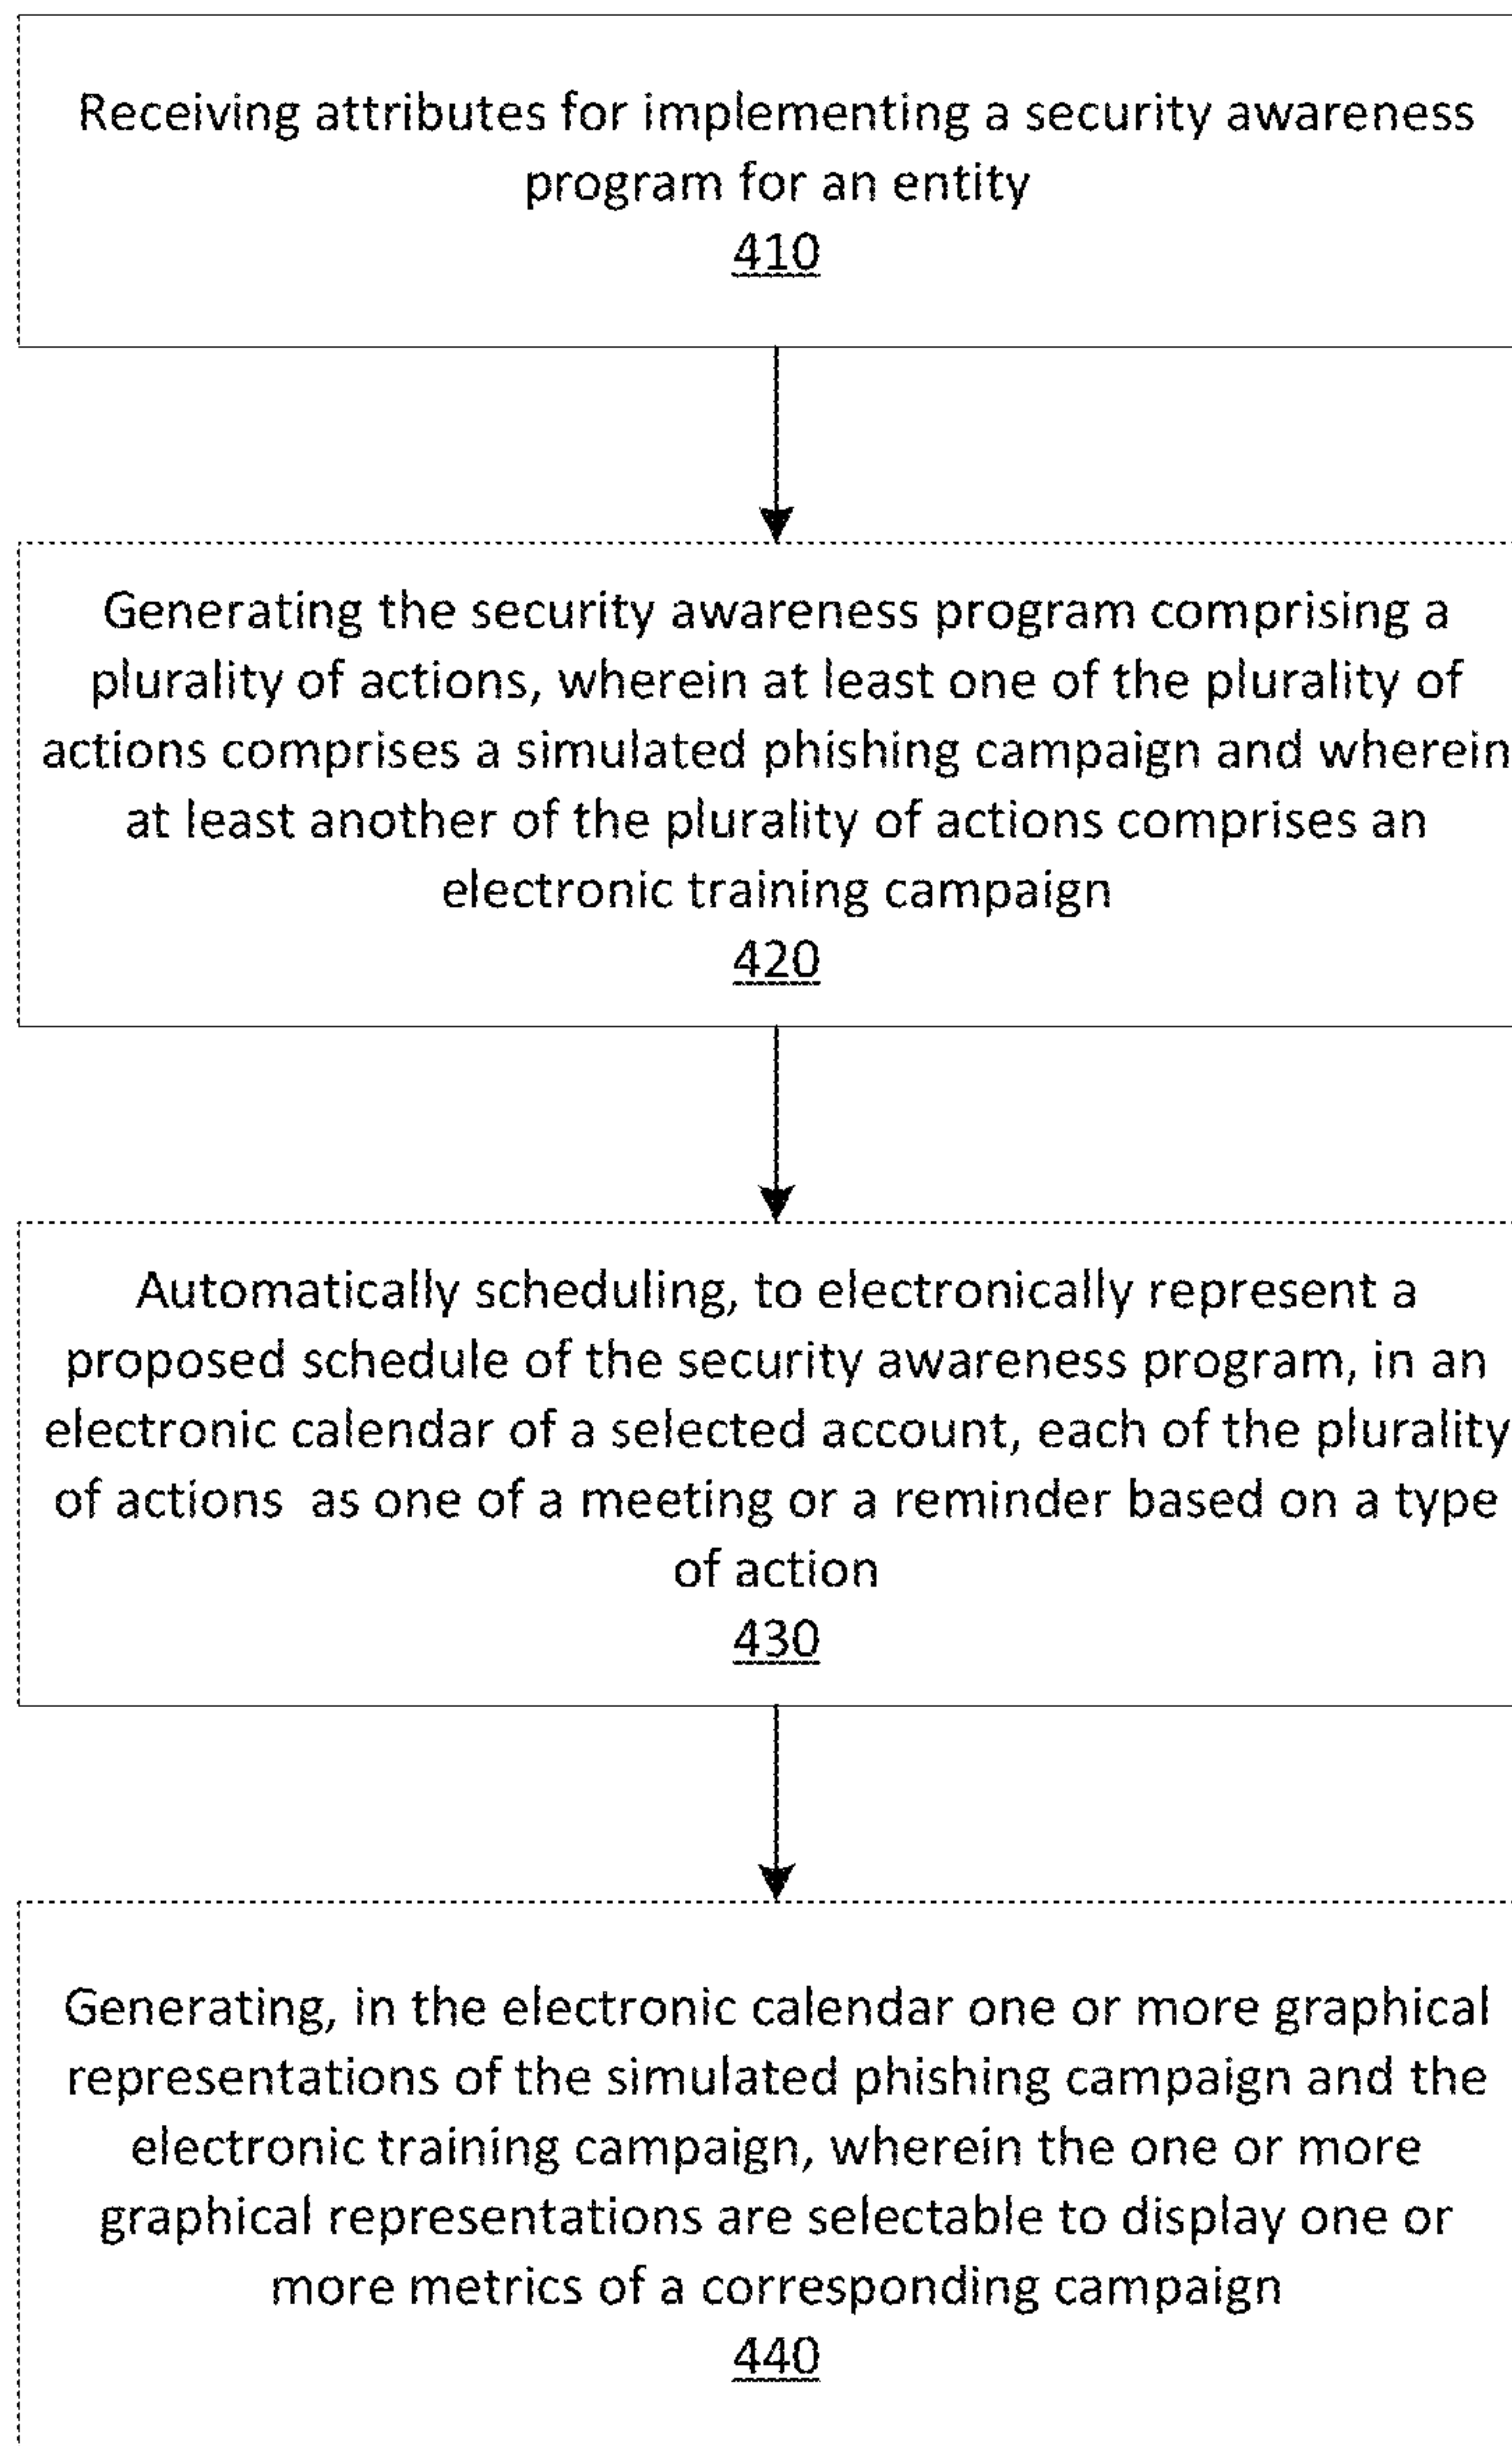 Receiving attributes for implementing a security awareness
program for an entity
410
Generating the security awareness program comprising a
plurality of actions, wherein at least one of the plurality of
actions comprises a simulated phishing campaign and wherein
at least another of the plurality of actions comprises an
electronic training campaign
420
Automatically scheduling, to electronically represent a
proposed schedule of the security awareness program, in an
electronic calendar of a selected account, each of the plurality
of actions as one of a meeting or a reminder based on a type
of action
430
Generating, in the electronic calendar one or more graphical
representations of the simulated phishing campaign and the
electronic training campaign, wherein the one or more
graphical representations are selectable to display one or
more metrics of a corresponding campaign
440